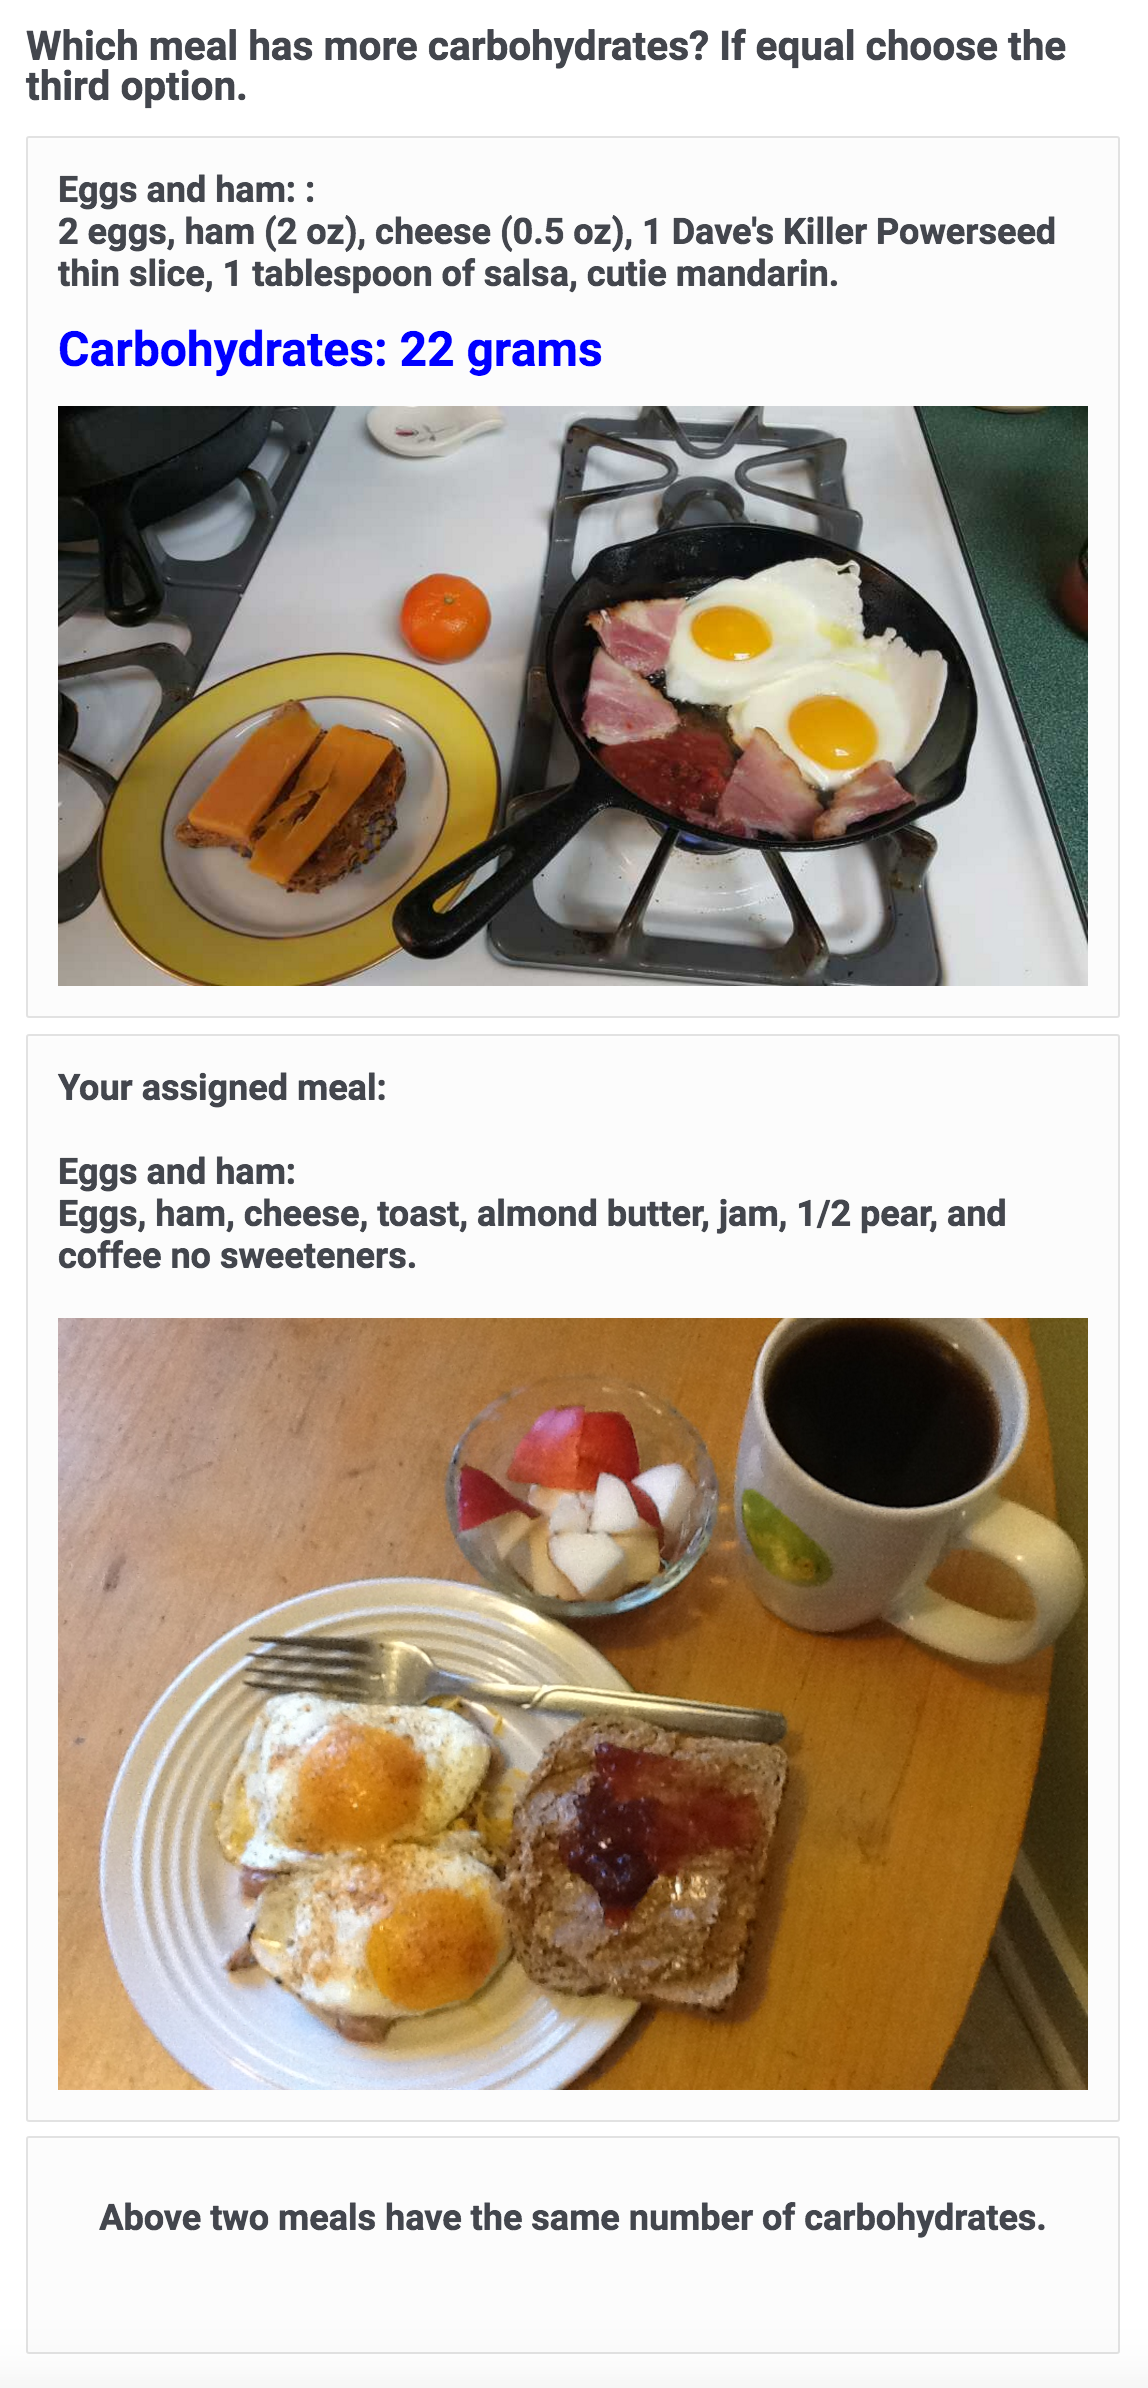 Which meal has more carbohydrates? If equal choose the
third option.
Eggs and ham: :
2 eggs, ham (2 oz), cheese (0.5 oz), 1 Dave's Killer Powerseed
thin slice, 1 tablespoon of salsa, cutie mandarin.
Carbohydrates: 22 grams
Your assigned meal:
Eggs and ham:
Eggs, ham, cheese, toast, almond butter, jam, 1/2 pear, and
coffee no sweeteners.
Above two meals have the same number of carbohydrates.